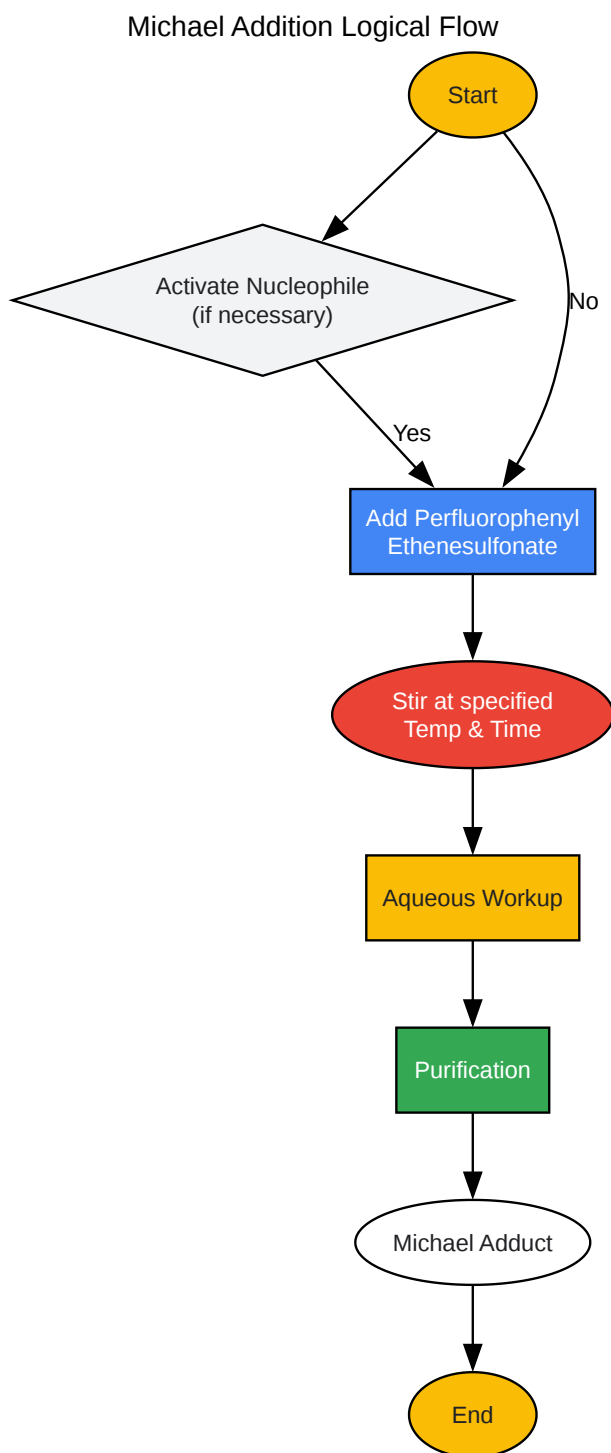 Michael Addition Logical Flow
Start
Activate Nucleophile
(if necessary)
No
Yes
Add Perfluorophenyl
Ethenesulfonate
Stir at specified
Temp & Time
Aqueous Workup
Purification
Michael Adduct
End